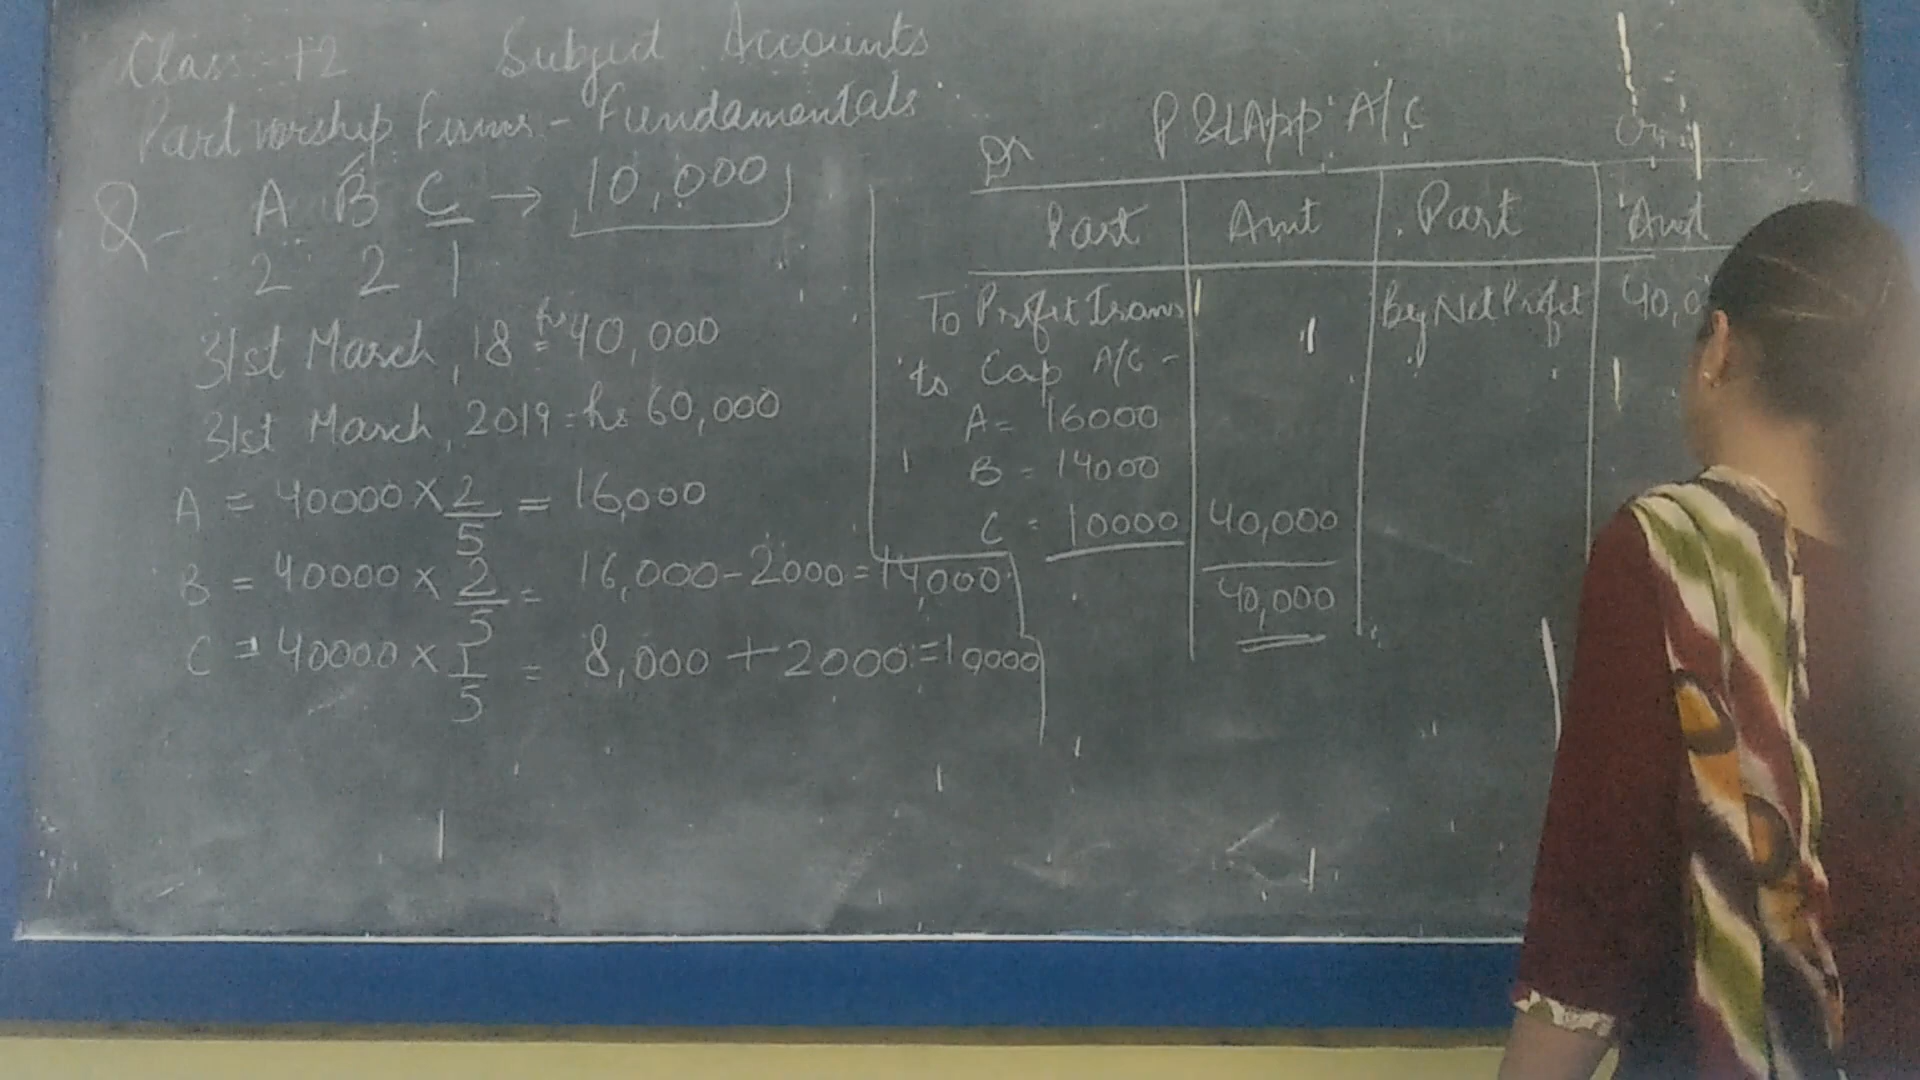 Class - +2 Subject Accounts
Partnership Firms - Fundamentals
Q - A B C → 10,000
2 2 1
31st March, 18 = Rs 40,000
31st March, 2019 = Rs 60,000
A = 40000 × 2/5 = 16,000
B = 40000 × 2/5 = 16,000 - 2000 = 14,000
C = 40000 × 1/5 = 8,000 + 2000 = 10000
Dr P & L App A/C
Part Amt Part Amt
To Profit Trans By Net Profit
to Cap A/C -
A = 16000
B = 14000
C = 10000 40,000
40,000